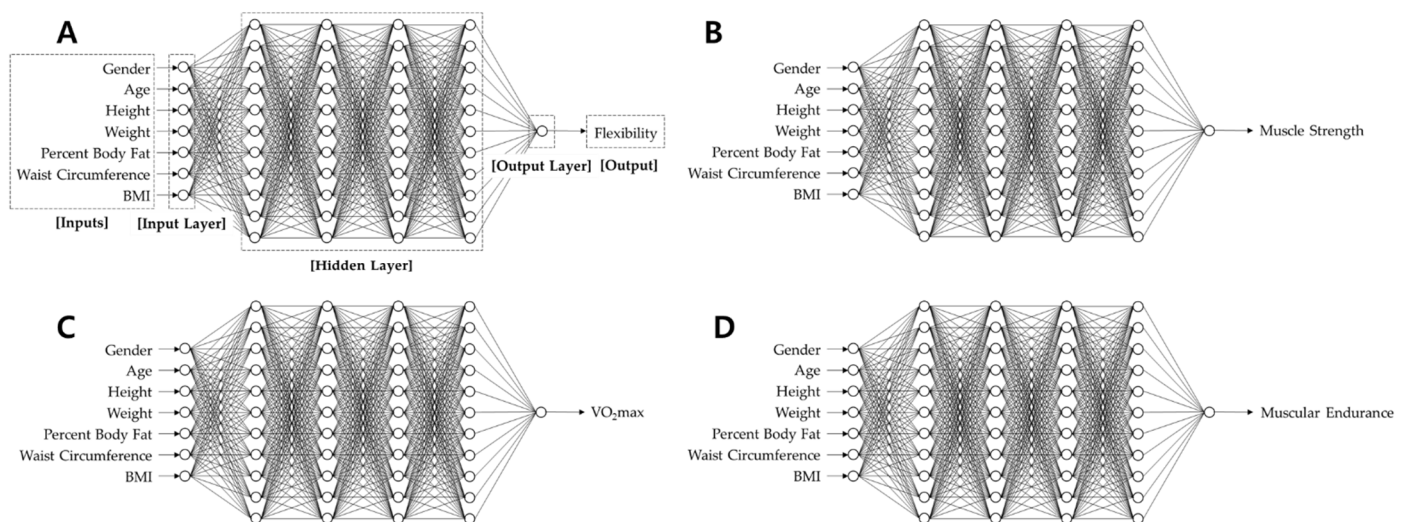 A
Gender
Age
Height
Weight
Percent Body Fat
Waist Circumference
BMI
[Inputs]
[Input Layer]
[Hidden Layer]
[Output Layer]
[Output]
Flexibility
B
Gender
Age
Height
Weight
Percent Body Fat
Waist Circumference
BMI
Muscle Strength
C
Gender
Age
Height
Weight
Percent Body Fat
Waist Circumference
BMI
VO₂max
D
Gender
Age
Height
Weight
Percent Body Fat
Waist Circumference
BMI
Muscular Endurance